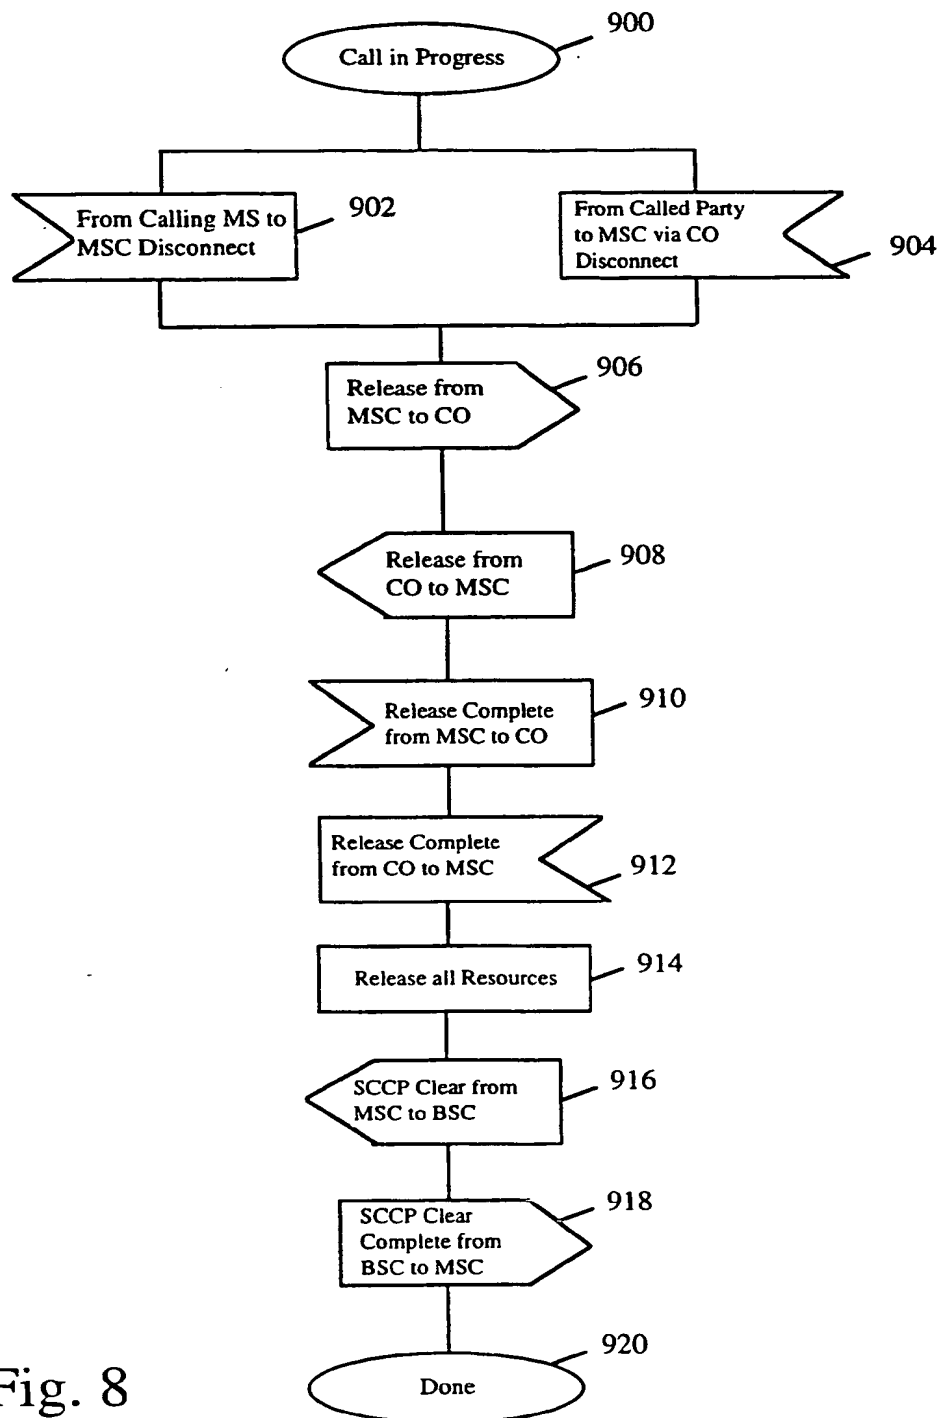 900
Call in Progress
902
From Calling MS to
MSC Disconnect
From Called Party
to MSC via CO
Disconnect
904
906
Release from
MSC to CO
908
Release from
CO to MSC
910
Release Complete
from MSC to CO
Release Complete
from CO to MSC
912
914
Release all Resources
916
SCCP Clear from
MSC to BSC
918
SCCP Clear
Complete from
BSC to MSC
920
Done
Fig. 8